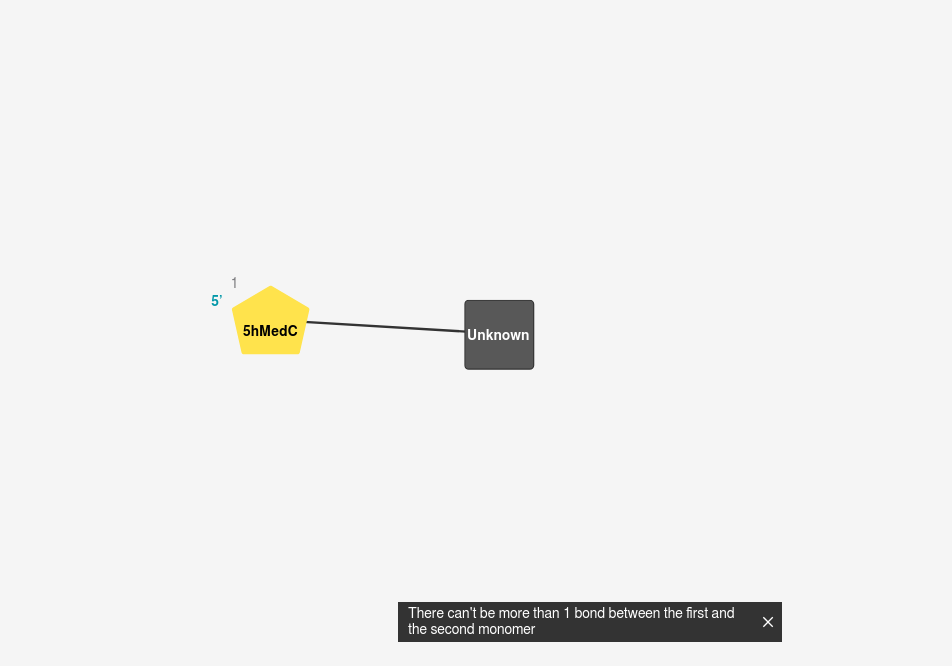 1
5’
5hMedC
Unknown
There can't be more than 1 bond between the first and
the second monomer